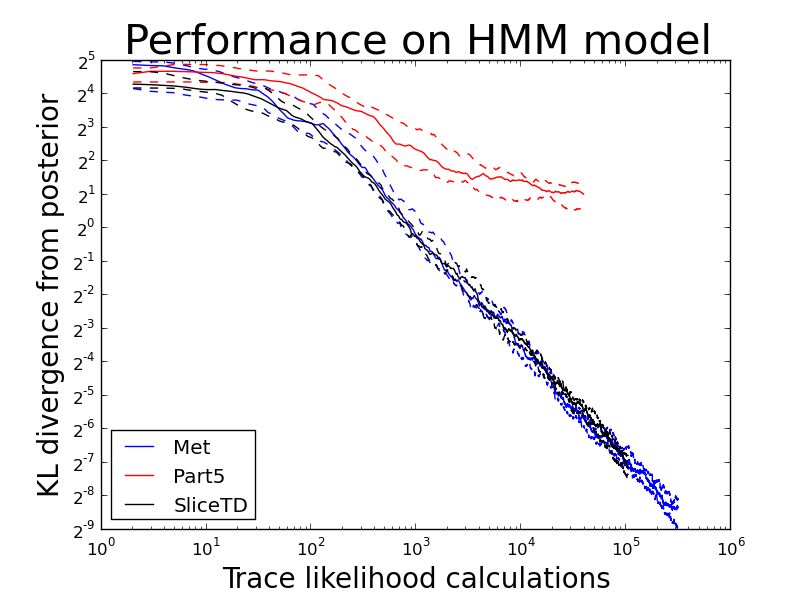 Performance on HMM model
KL divergence from posterior
2^5
2^4
2^3
2^2
2^1
2^0
2^-1
2^-2
2^-3
2^-4
2^-5
2^-6
2^-7
2^-8
2^-9
Met
Part5
SliceTD
10^0 10^1 10^2 10^3 10^4 10^5 10^6
Trace likelihood calculations